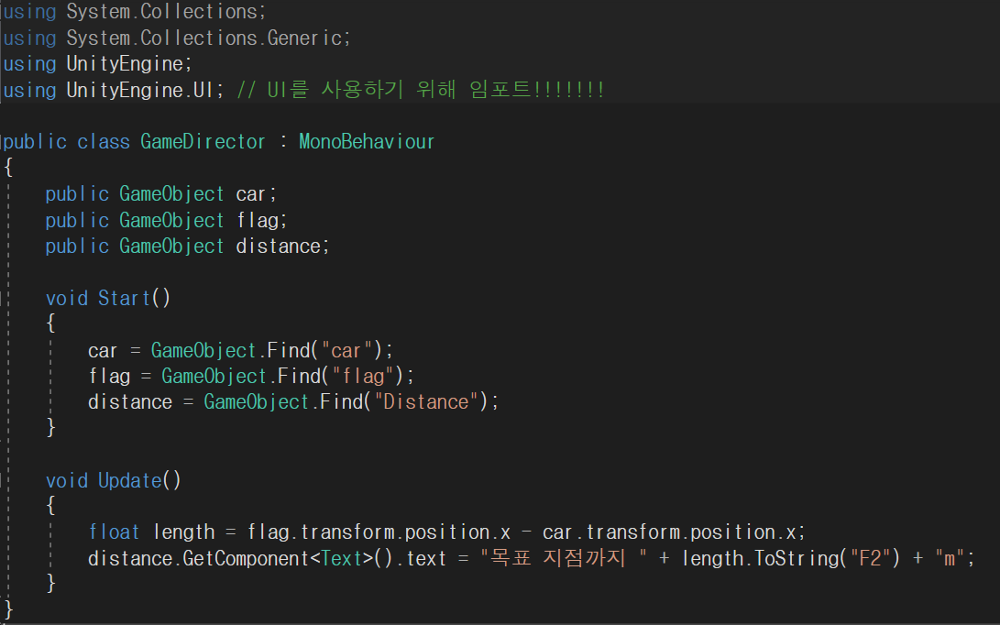 using System.Collections;
using System.Collections.Generic;
using UnityEngine;
using UnityEngine.UI; // UI를 사용하기 위해 임포트!!!!!!!
public class GameDirector : MonoBehaviour
{
public GameObject car;
public GameObject flag;
public GameObject distance;
void Start()
{
car = GameObject.Find("car");
flag = GameObject.Find("flag");
distance = GameObject.Find("Distance");
}
void Update()
{
float length = flag.transform.position.x - car.transform.position.x;
distance.GetComponent<Text>().text = "목표 지점까지 " + length.ToString("F2") + "m";
}
}